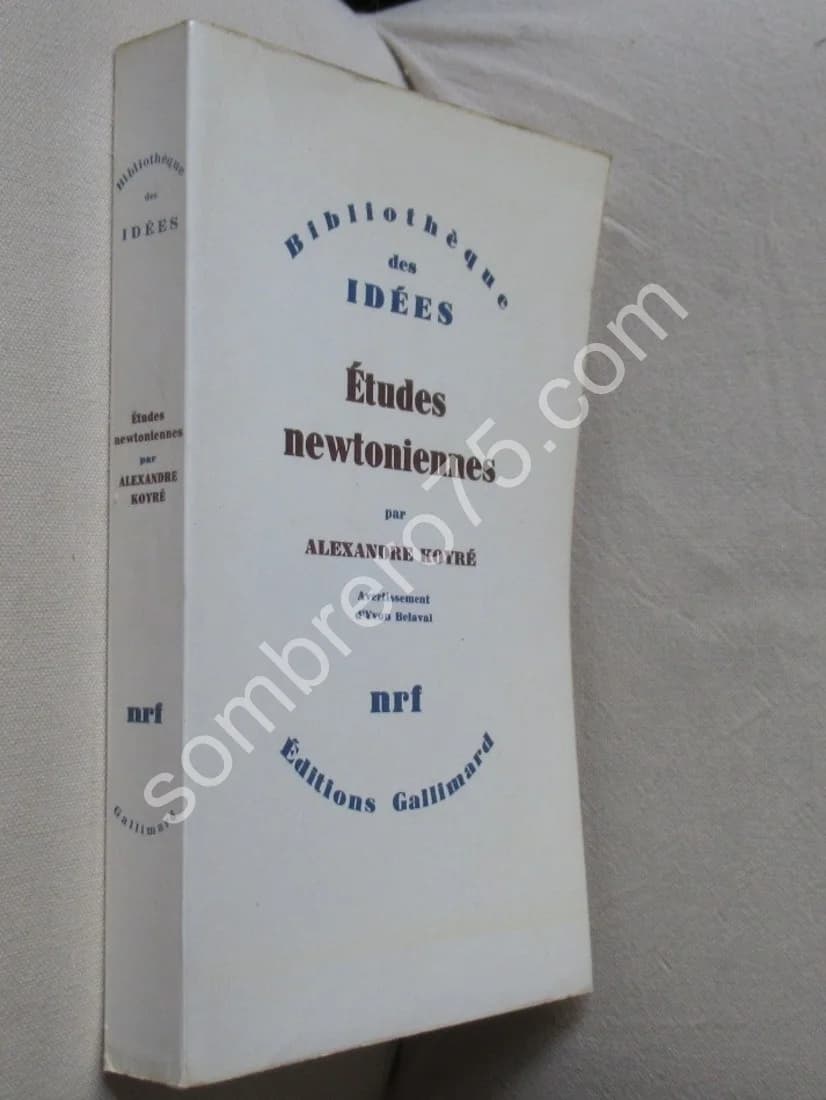 Bibliothèque
des
IDÉES
Études
newtoniennes
par
ALEXANDRE
KOYRÉ
nrf
Gallimard
Bibliothèque
des
IDÉES
Études
newtoniennes
par
ALEXANDRE KOYRÉ
Avertissement
d'Yvon Belaval
nrf
Éditions Gallimard
sombrero75.com